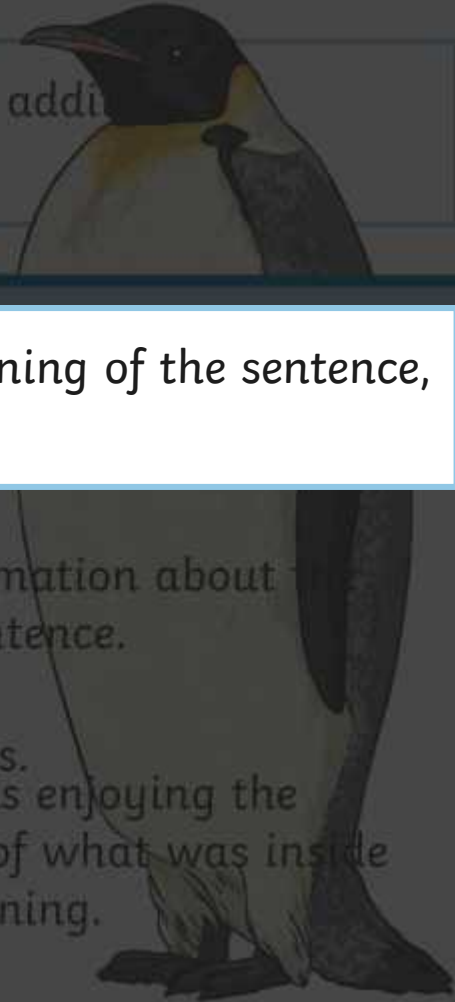 addi
ning of the sentence,
mation about
tence.
s.
s enjoying the
of what was inside
ning.